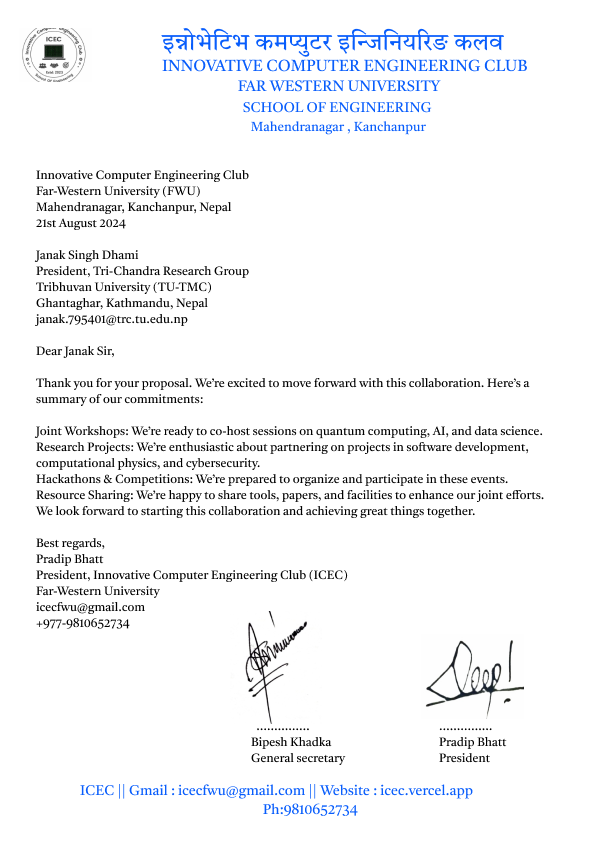 Innovative Computer Engineering Club
ICEC
Estd. 2023
School Of Engineering
इन्नोभेटिभ कमप्युटर इन्जिनियरिङ कलव
INNOVATIVE COMPUTER ENGINEERING CLUB
FAR WESTERN UNIVERSITY
SCHOOL OF ENGINEERING
Mahendranagar , Kanchanpur
Innovative Computer Engineering Club
Far-Western University (FWU)
Mahendranagar, Kanchanpur, Nepal
21st August 2024
Janak Singh Dhami
President, Tri-Chandra Research Group
Tribhuvan University (TU-TMC)
Ghantaghar, Kathmandu, Nepal
janak.795401@trc.tu.edu.np
Dear Janak Sir,
Thank you for your proposal. We’re excited to move forward with this collaboration. Here’s a
summary of our commitments:
Joint Workshops: We’re ready to co-host sessions on quantum computing, AI, and data science.
Research Projects: We’re enthusiastic about partnering on projects in software development,
computational physics, and cybersecurity.
Hackathons & Competitions: We’re prepared to organize and participate in these events.
Resource Sharing: We’re happy to share tools, papers, and facilities to enhance our joint efforts.
We look forward to starting this collaboration and achieving great things together.
Best regards,
Pradip Bhatt
President, Innovative Computer Engineering Club (ICEC)
Far-Western University
icecfwu@gmail.com
+977-9810652734
...............
...............
Bipesh Khadka
Pradip Bhatt
General secretary
President
ICEC || Gmail : icecfwu@gmail.com || Website : icec.vercel.app
Ph:9810652734